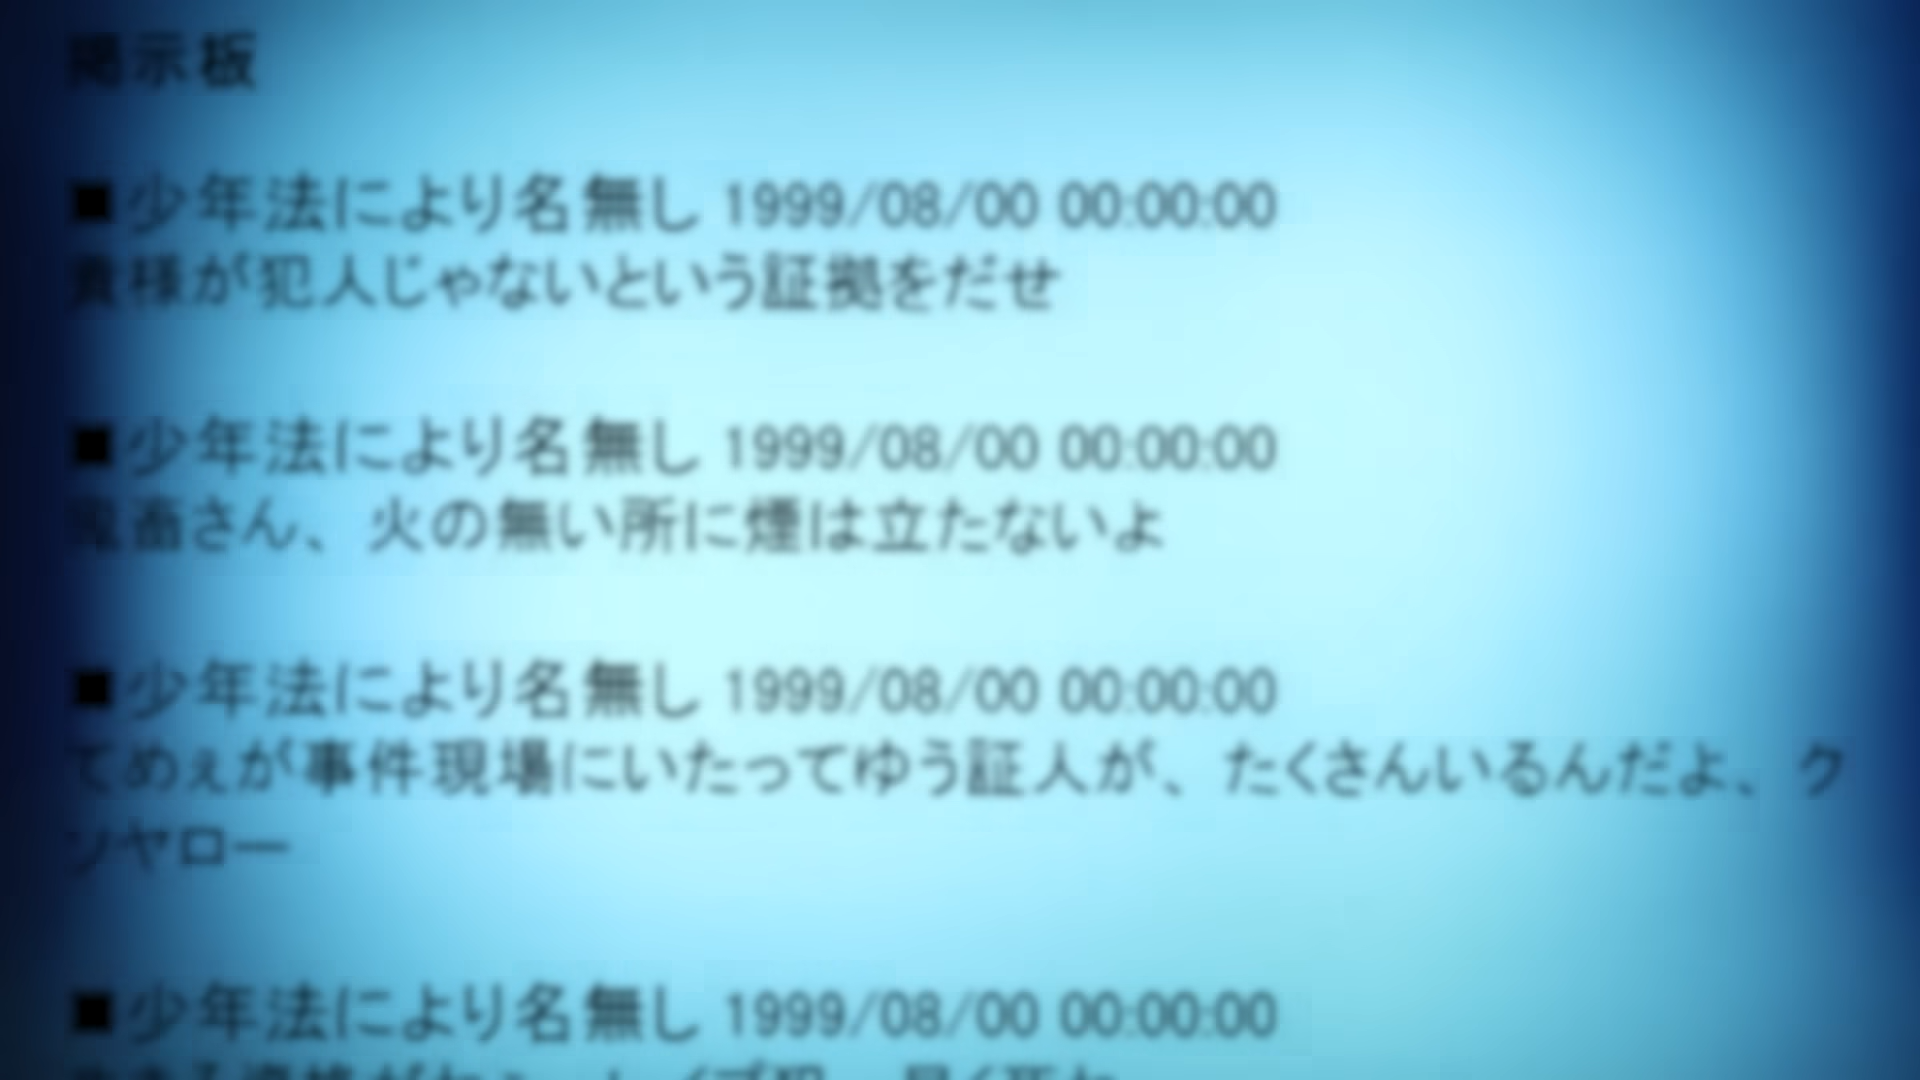 掲示板
■少年法により名無し 1999/08/00 00:00:00
貴様が犯人じゃないという証拠をだせ
■少年法により名無し 1999/08/00 00:00:00
鬼畜さん、火の無い所に煙は立たないよ
■少年法により名無し 1999/08/00 00:00:00
てめぇが事件現場にいたってゆう証人が、たくさんいるんだよ、ク
ソヤロー
■少年法により名無し 1999/08/00 00:00:00